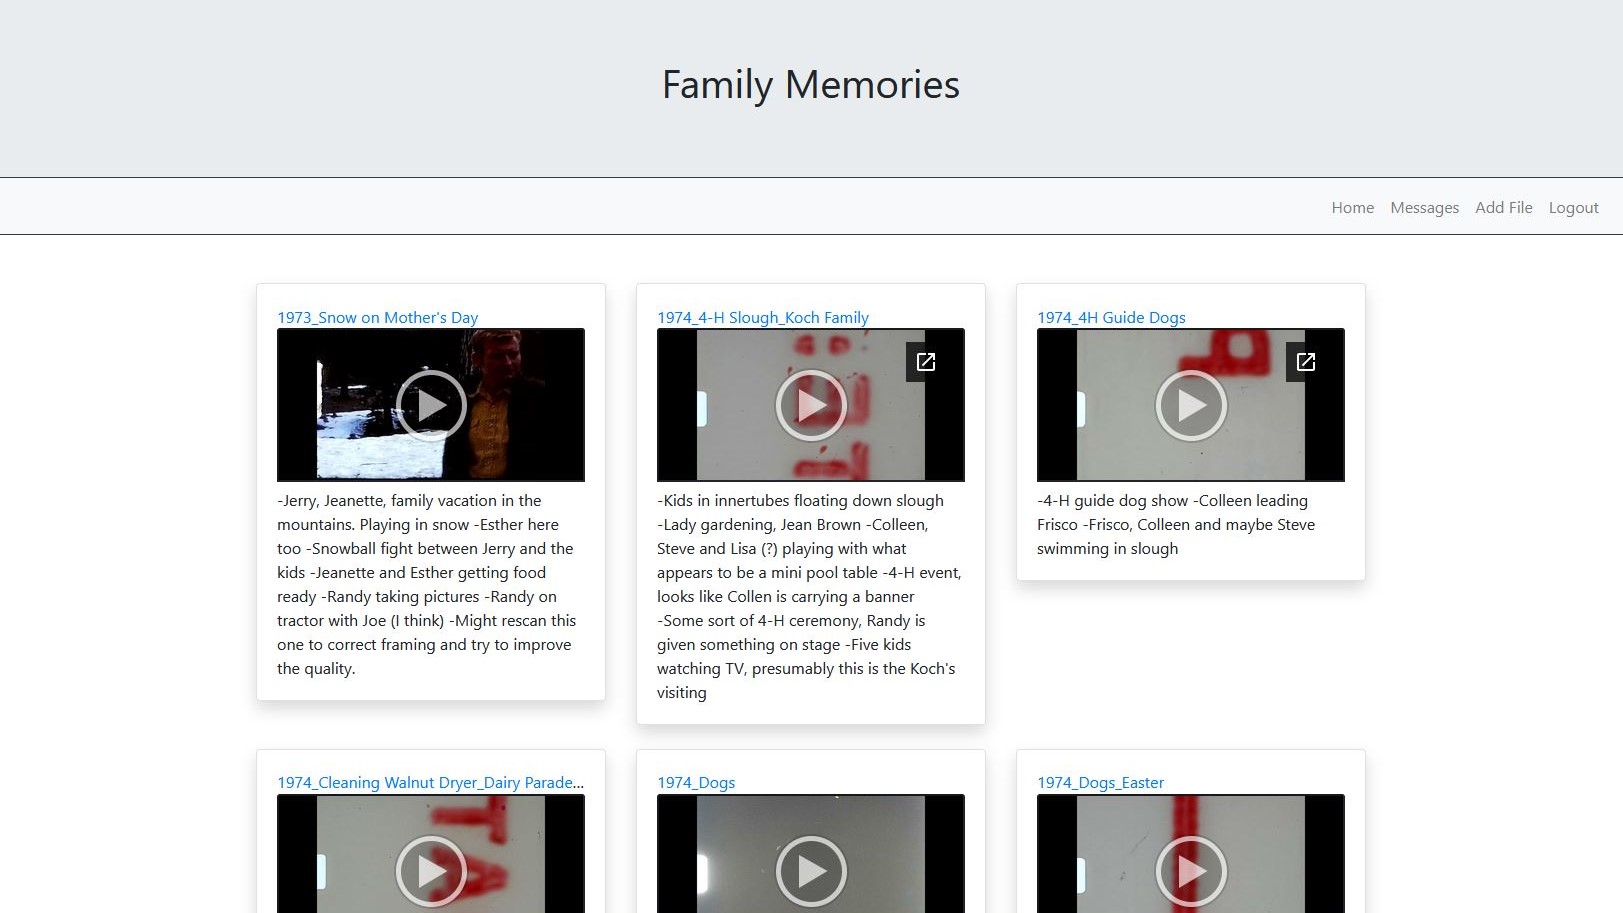 Family Memories
Home Messages Add File Logout
1973_Snow on Mother's Day
-Jerry, Jeanette, family vacation in the
mountains. Playing in snow -Esther here
too -Snowball fight between Jerry and the
kids -Jeanette and Esther getting food
ready -Randy taking pictures -Randy on
tractor with Joe (I think) -Might rescan this
one to correct framing and try to improve
the quality.
1974_4-H Slough_Koch Family
-Kids in innertubes floating down slough
-Lady gardening, Jean Brown -Colleen,
Steve and Lisa (?) playing with what
appears to be a mini pool table -4-H event,
looks like Collen is carrying a banner
-Some sort of 4-H ceremony, Randy is
given something on stage -Five kids
watching TV, presumably this is the Koch's
visiting
1974_4H Guide Dogs
-4-H guide dog show -Colleen leading
Frisco -Frisco, Colleen and maybe Steve
swimming in slough
1974_Cleaning Walnut Dryer_Dairy Parade...
1974_Dogs
1974_Dogs_Easter